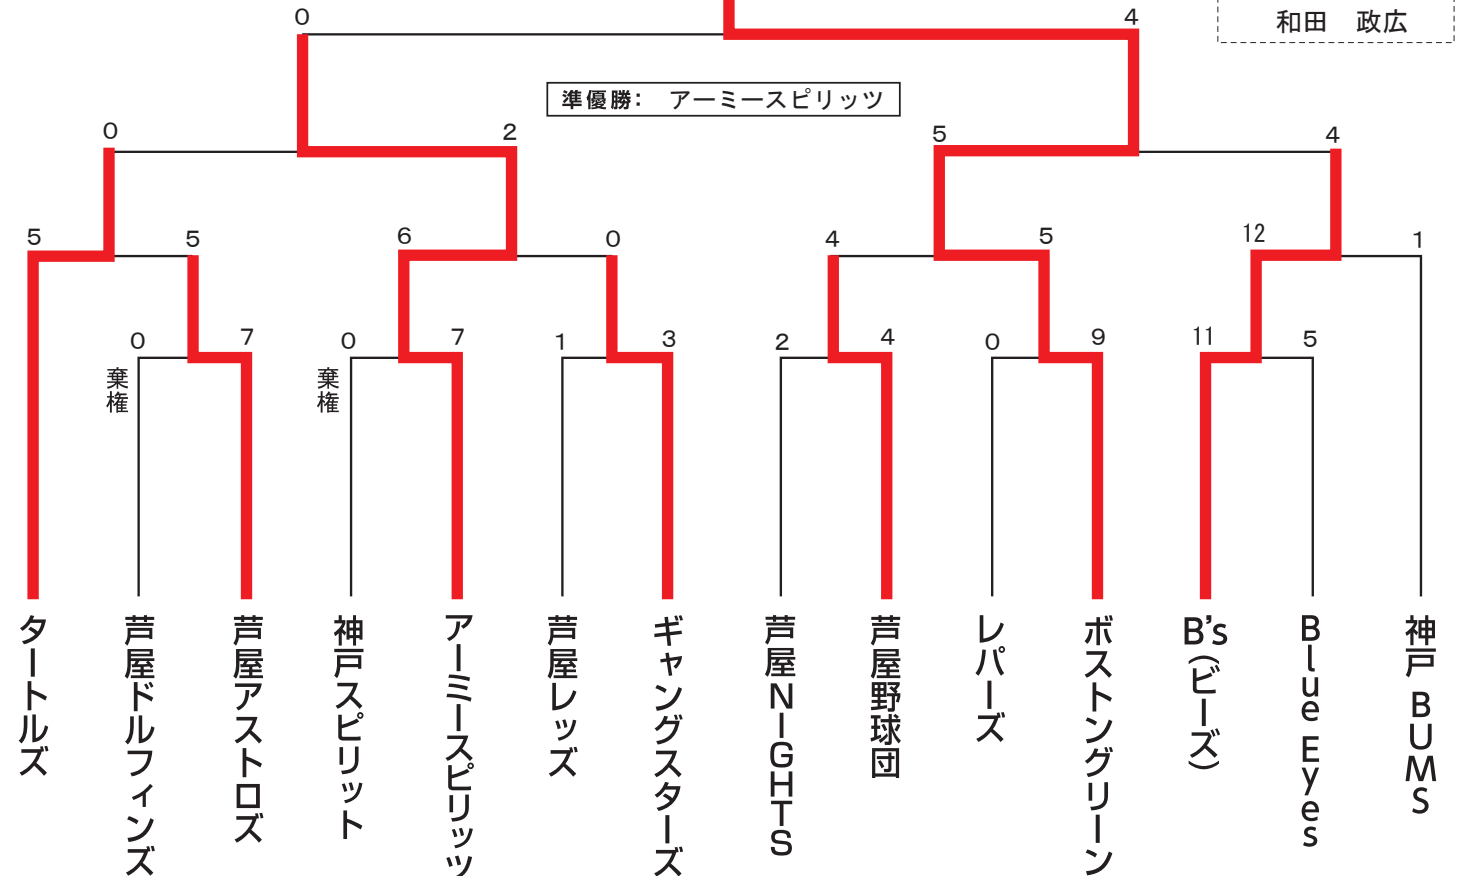 0
4
和田　政広
準優勝：　アーミースピリッツ
0
2
5
4
5
5
6
0
4
5
12
1
0
7
0
7
1
3
2
4
0
9
11
5
棄権
棄権
タートルズ
芦屋ドルフィンズ
芦屋アストロズ
神戸スピリット
アーミースピリッツ
芦屋レッズ
ギャングスターズ
芦屋NIGHTS
芦屋野球団
レパーズ
ボストングリーン
B's（ビーズ）
Blue Eyes
神戸 BUMS